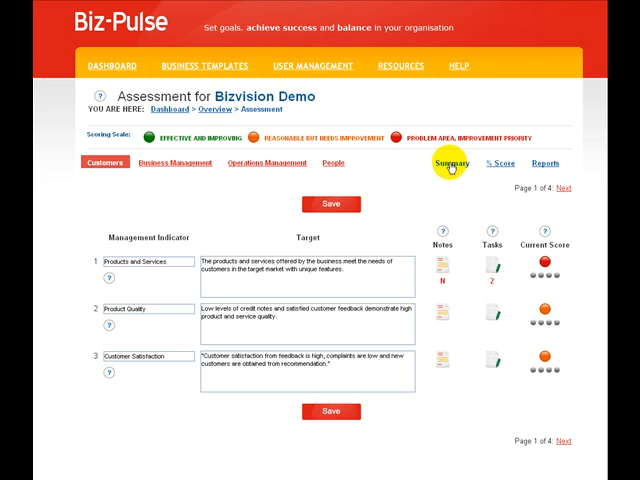 Biz-Pulse
Set goals. achieve success and balance in your organisation
DASHBOARD BUSINESS TEMPLATES USER MANAGEMENT RESOURCES HELP
? Assessment for Bizvision Demo
YOU ARE HERE: Dashboard > Overview > Assessment
Scoring Scale: EFFECTIVE AND IMPROVING REASONABLE BUT NEEDS IMPROVEMENT PROBLEM AREA, IMPROVEMENT PRIORITY
Customers Business Management Operations Management People Summary % Score Reports
Page 1 of 4: Next
Save
? ? ?
Management Indicator Target Notes Tasks Current Score
1 Products and Services
The products and services offered by the business meet the needs of
customers in the target market with unique features.
?
N 2
2 Product Quality
Low levels of credit notes and satisfied customer feedback demonstrate high
product and service quality.
?
3 Customer Satisfaction
"Customer satisfaction from feedback is high, complaints are low and new
customers are obtained from recommendation."
?
Save
Page 1 of 4: Next